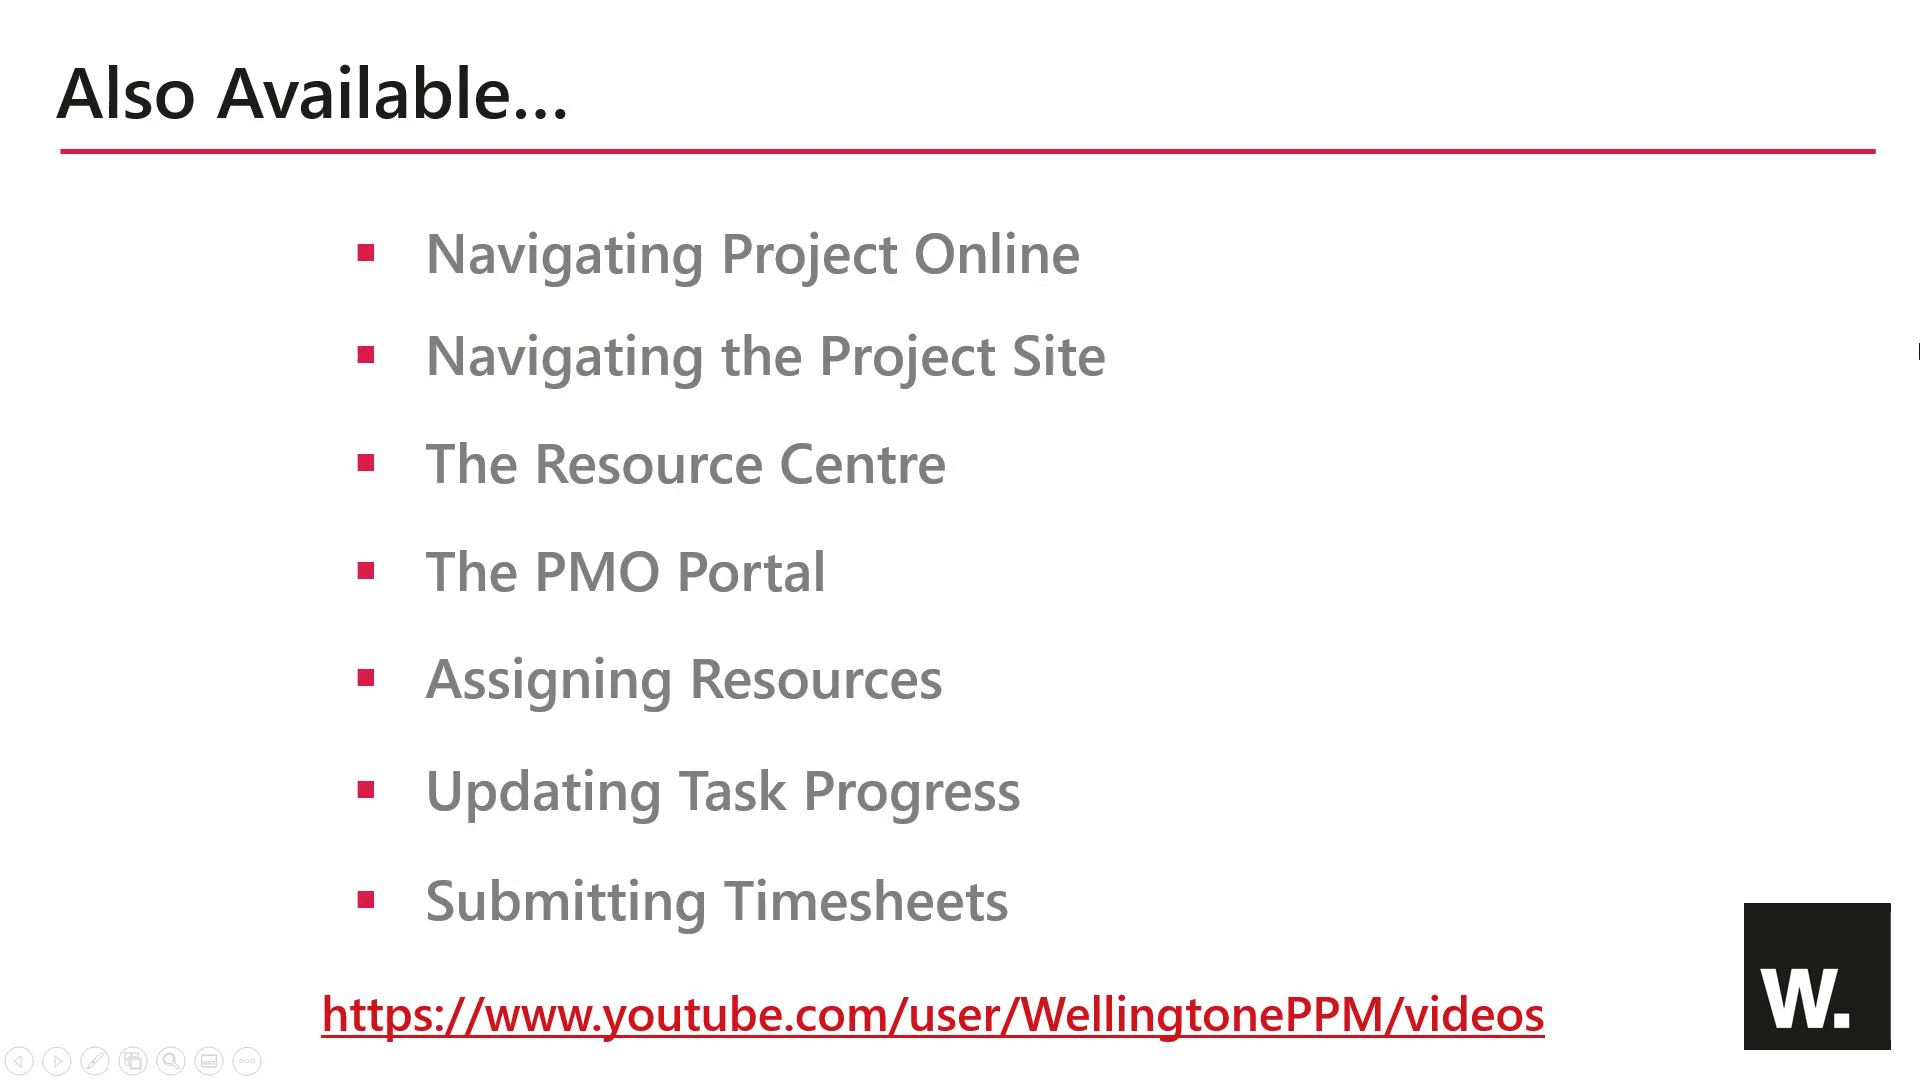 Also Available...
Navigating Project Online
Navigating the Project Site
The Resource Centre
The PMO Portal
Assigning Resources
Updating Task Progress
Submitting Timesheets
https://www.youtube.com/user/WellingtonePPM/videos
W.